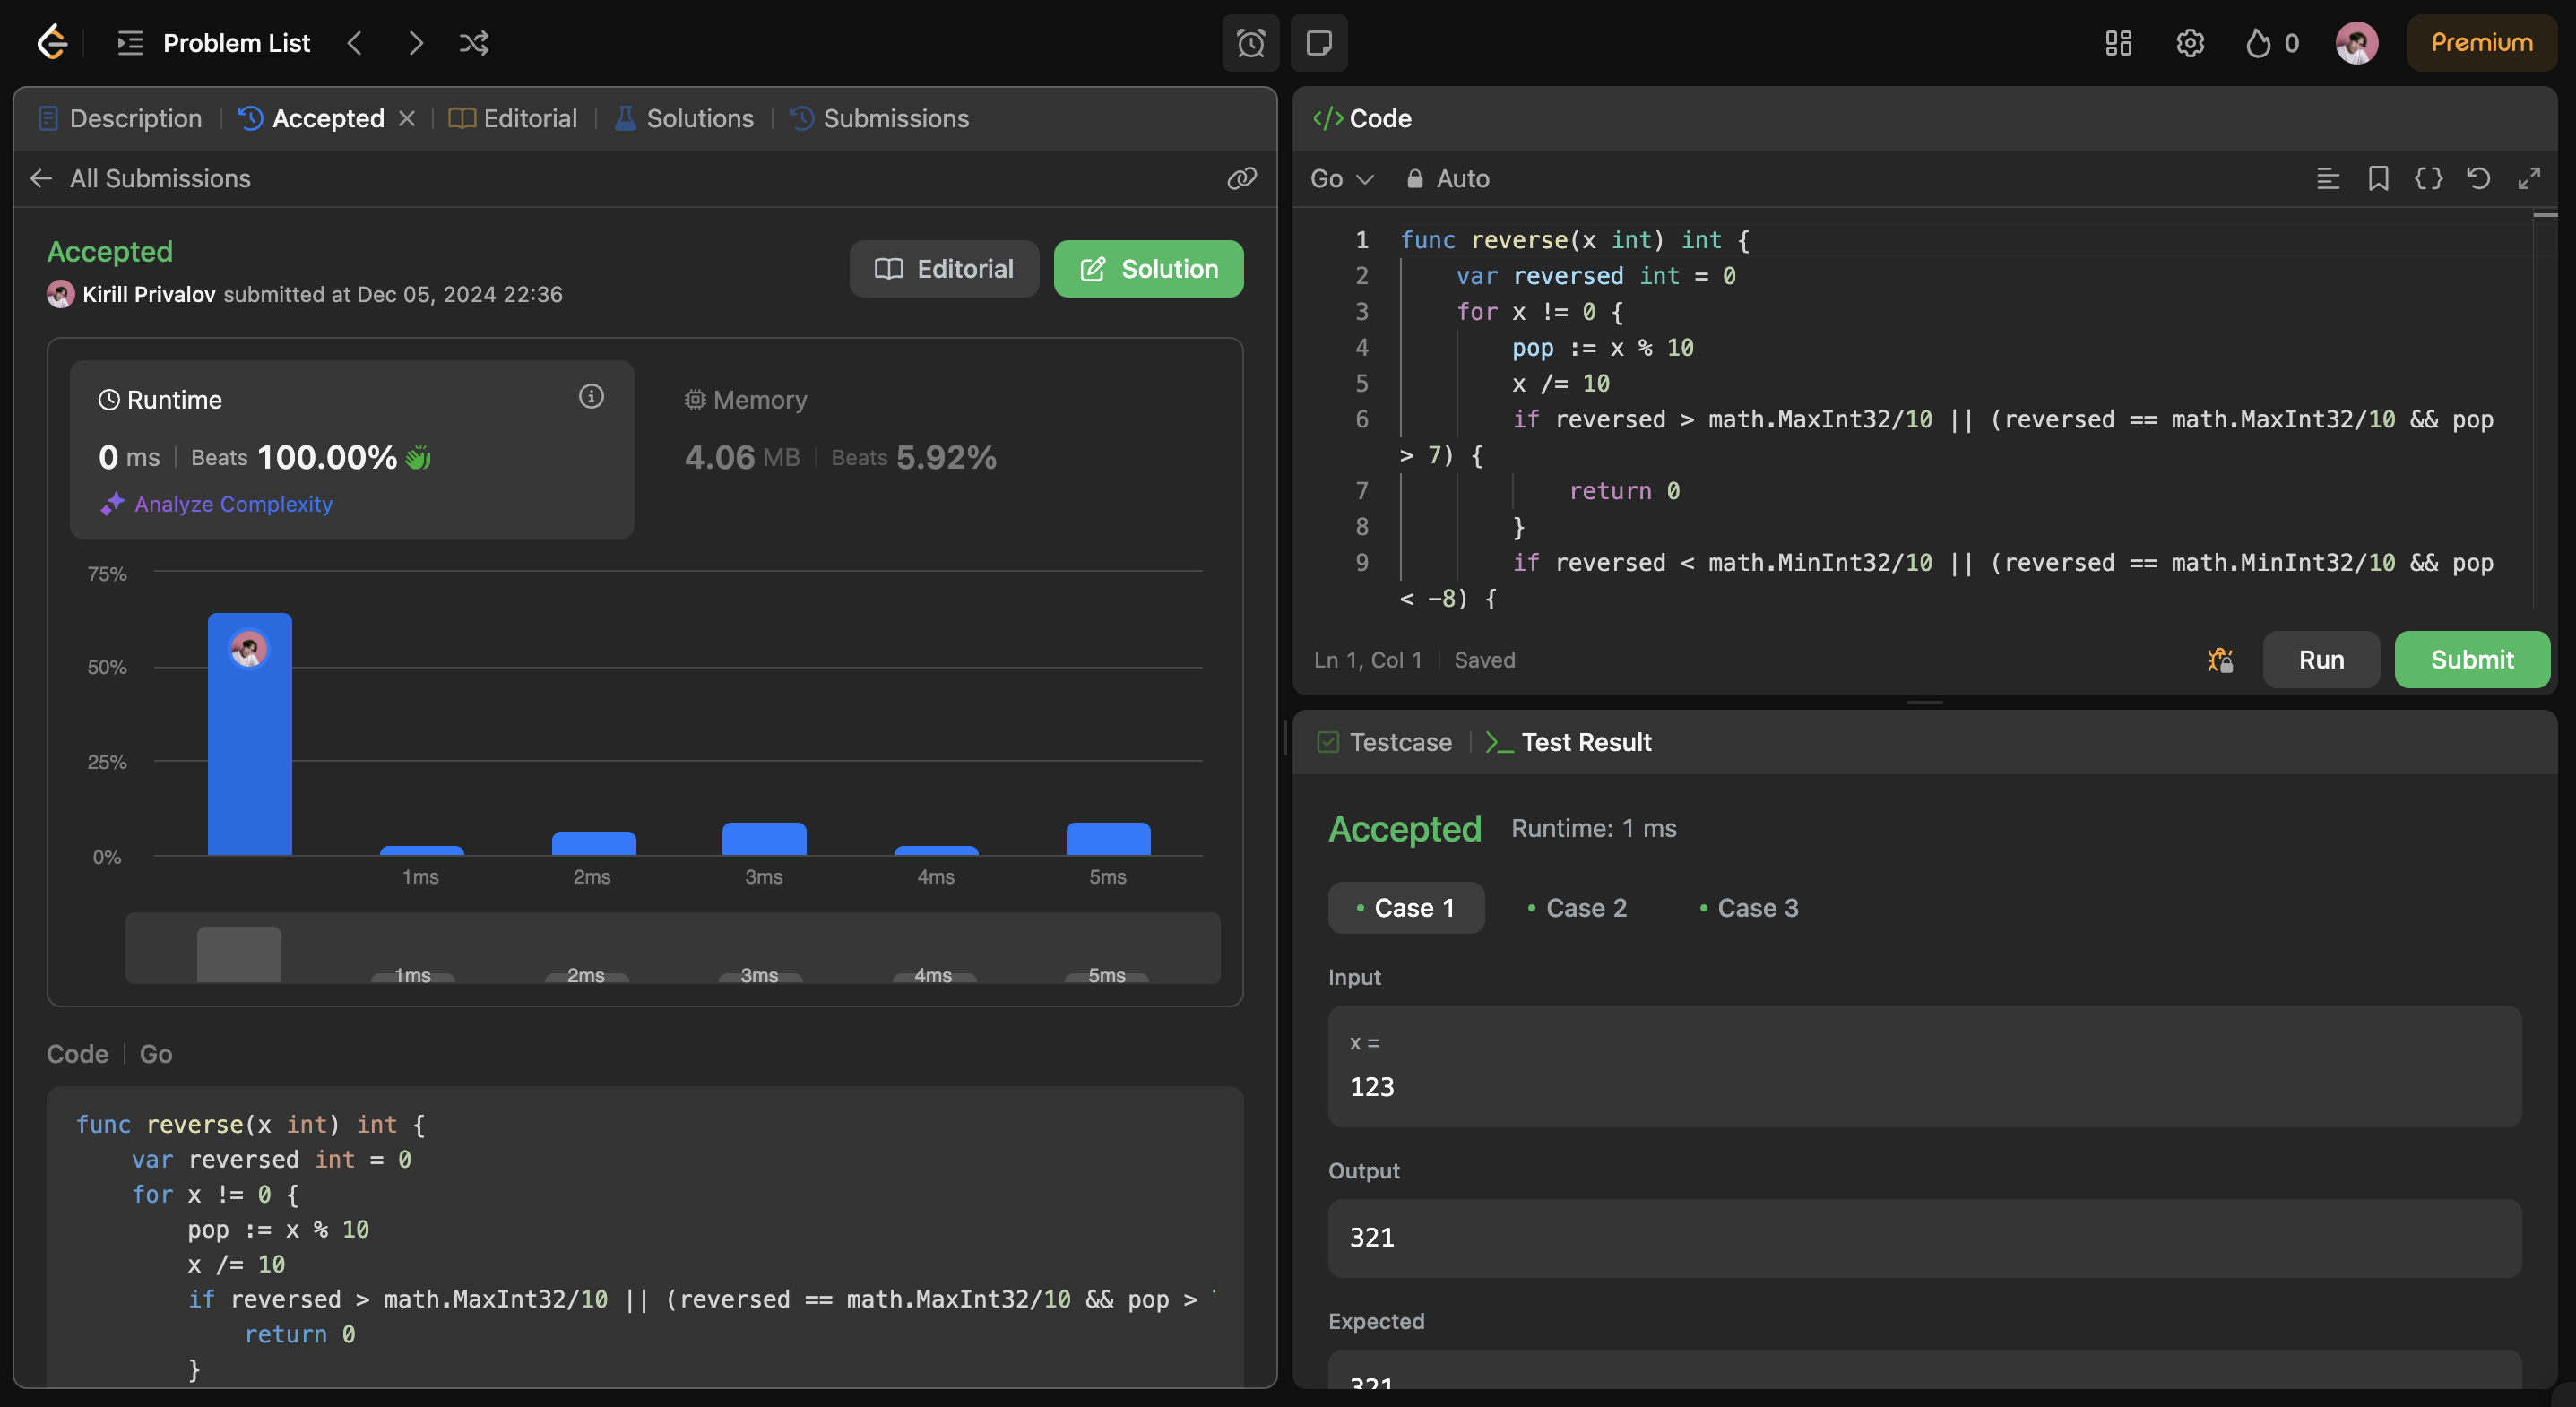 Problem List
0
Premium
Description
Accepted
Editorial
Solutions
Submissions
All Submissions
Accepted
Kirill Privalov submitted at Dec 05, 2024 22:36
Editorial
Solution
Runtime
0 ms | Beats 100.00%
Analyze Complexity
Memory
4.06 MB | Beats 5.92%
75%
50%
25%
0%
1ms 2ms 3ms 4ms 5ms
1ms 2ms 3ms 4ms 5ms
Code | Go
func reverse(x int) int {
var reversed int = 0
for x != 0 {
pop := x % 10
x /= 10
if reversed > math.MaxInt32/10 || (reversed == math.MaxInt32/10 && pop >
return 0
}
Code
Go
Auto
1 func reverse(x int) int {
2 var reversed int = 0
3 for x != 0 {
4 pop := x % 10
5 x /= 10
6 if reversed > math.MaxInt32/10 || (reversed == math.MaxInt32/10 && pop
> 7) {
7 return 0
8 }
9 if reversed < math.MinInt32/10 || (reversed == math.MinInt32/10 && pop
< -8) {
Ln 1, Col 1 | Saved
Run
Submit
Testcase
Test Result
Accepted Runtime: 1 ms
Case 1
Case 2
Case 3
Input
x =
123
Output
321
Expected
321